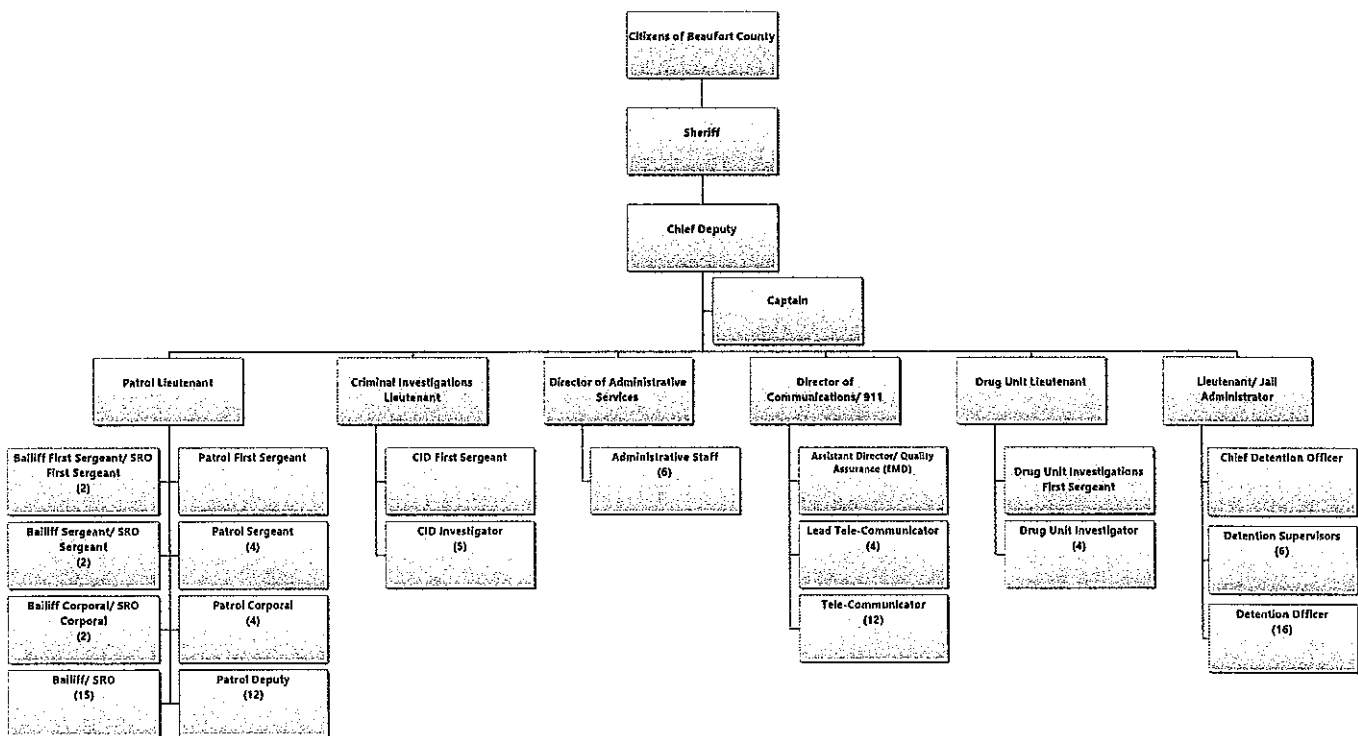 Citizens of Beaufort County
Sheriff
Chief Deputy
Captain
Patrol Lieutenant
Criminal Investigations
Lieutenant
Director of Administrative
Services
Director of
Communications/ 911
Drug Unit Lieutenant
Lieutenant/ Jail
Administrator
Bailiff First Sergeant/ SRO
First Sergeant
(2)
Patrol First Sergeant
CID First Sergeant
Administrative Staff
(6)
Assistant Director/ Quality
Assurance (EMD)
Drug Unit Investigations
First Sergeant
Chief Detention Officer
Bailiff Sergeant/ SRO
Sergeant
(2)
Patrol Sergeant
(4)
CID Investigator
(5)
Lead Tele-Communicator
(4)
Drug Unit Investigator
(4)
Detention Supervisors
(6)
Bailiff Corporal/ SRO
Corporal
(2)
Patrol Corporal
(4)
Tele-Communicator
(12)
Detention Officer
(16)
Bailiff/ SRO
(15)
Patrol Deputy
(12)